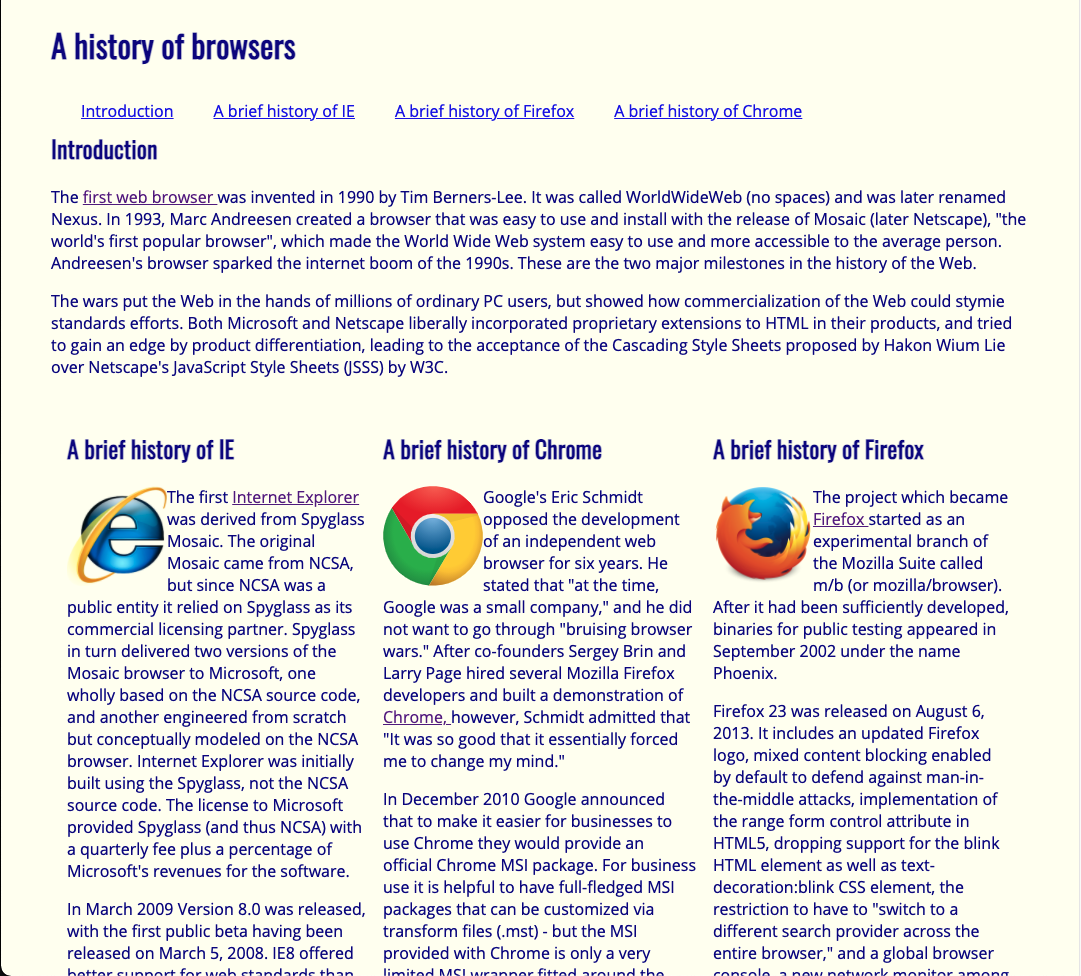 A history of browsers
Introduction A brief history of IE A brief history of Firefox A brief history of Chrome
Introduction
The first web browser was invented in 1990 by Tim Berners-Lee. It was called WorldWideWeb (no spaces) and was later renamed
Nexus. In 1993, Marc Andreesen created a browser that was easy to use and install with the release of Mosaic (later Netscape), "the
world's first popular browser", which made the World Wide Web system easy to use and more accessible to the average person.
Andreesen's browser sparked the internet boom of the 1990s. These are the two major milestones in the history of the Web.
The wars put the Web in the hands of millions of ordinary PC users, but showed how commercialization of the Web could stymie
standards efforts. Both Microsoft and Netscape liberally incorporated proprietary extensions to HTML in their products, and tried
to gain an edge by product differentiation, leading to the acceptance of the Cascading Style Sheets proposed by Hakon Wium Lie
over Netscape's JavaScript Style Sheets (JSSS) by W3C.
A brief history of IE
The first Internet Explorer
was derived from Spyglass
Mosaic. The original
Mosaic came from NCSA,
but since NCSA was a
public entity it relied on Spyglass as its
commercial licensing partner. Spyglass
in turn delivered two versions of the
Mosaic browser to Microsoft, one
wholly based on the NCSA source code,
and another engineered from scratch
but conceptually modeled on the NCSA
browser. Internet Explorer was initially
built using the Spyglass, not the NCSA
source code. The license to Microsoft
provided Spyglass (and thus NCSA) with
a quarterly fee plus a percentage of
Microsoft's revenues for the software.
In March 2009 Version 8.0 was released,
with the first public beta having been
released on March 5, 2008. IE8 offered
better support for web standards than
A brief history of Chrome
Google's Eric Schmidt
opposed the development
of an independent web
browser for six years. He
stated that "at the time,
Google was a small company," and he did
not want to go through "bruising browser
wars." After co-founders Sergey Brin and
Larry Page hired several Mozilla Firefox
developers and built a demonstration of
Chrome, however, Schmidt admitted that
"It was so good that it essentially forced
me to change my mind."
In December 2010 Google announced
that to make it easier for businesses to
use Chrome they would provide an
official Chrome MSI package. For business
use it is helpful to have full-fledged MSI
packages that can be customized via
transform files (.mst) - but the MSI
provided with Chrome is only a very
limited MSI wrapper fitted around the
A brief history of Firefox
The project which became
Firefox started as an
experimental branch of
the Mozilla Suite called
m/b (or mozilla/browser).
After it had been sufficiently developed,
binaries for public testing appeared in
September 2002 under the name
Phoenix.
Firefox 23 was released on August 6,
2013. It includes an updated Firefox
logo, mixed content blocking enabled
by default to defend against man-in-
the-middle attacks, implementation of
the range form control attribute in
HTML5, dropping support for the blink
HTML element as well as text-
decoration:blink CSS element, the
restriction to have to "switch to a
different search provider across the
entire browser," and a global browser
console, a new network monitor among